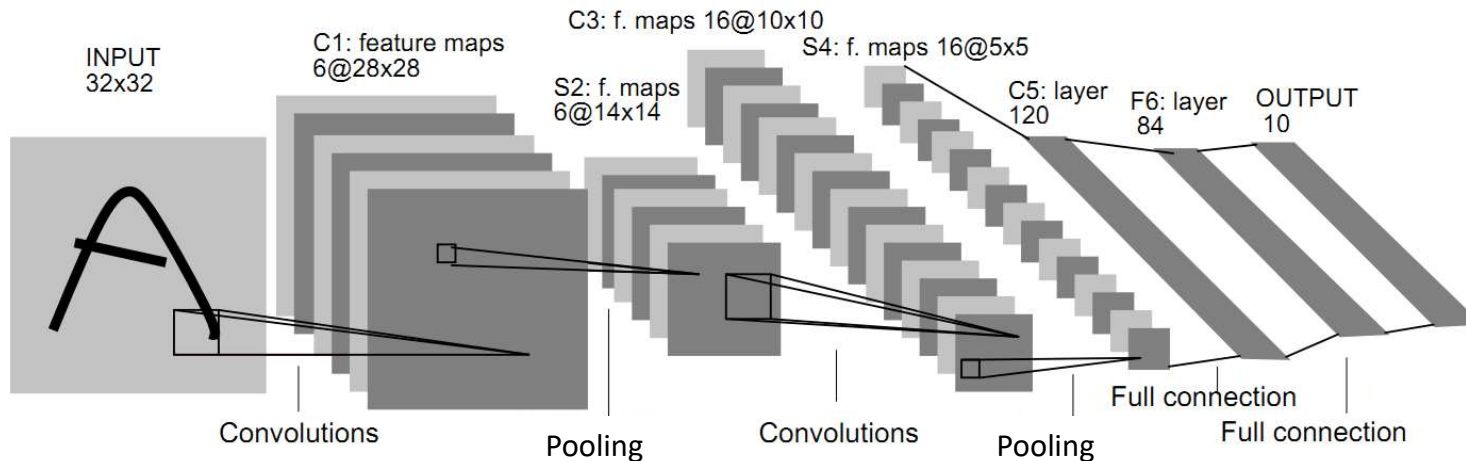 INPUT
32x32
C1: feature maps
6@28x28
S2: f. maps
6@14x14
C3: f. maps 16@10x10
S4: f. maps 16@5x5
C5: layer
120
F6: layer
84
OUTPUT
10
Convolutions
Pooling
Convolutions
Pooling
Full connection
Full connection